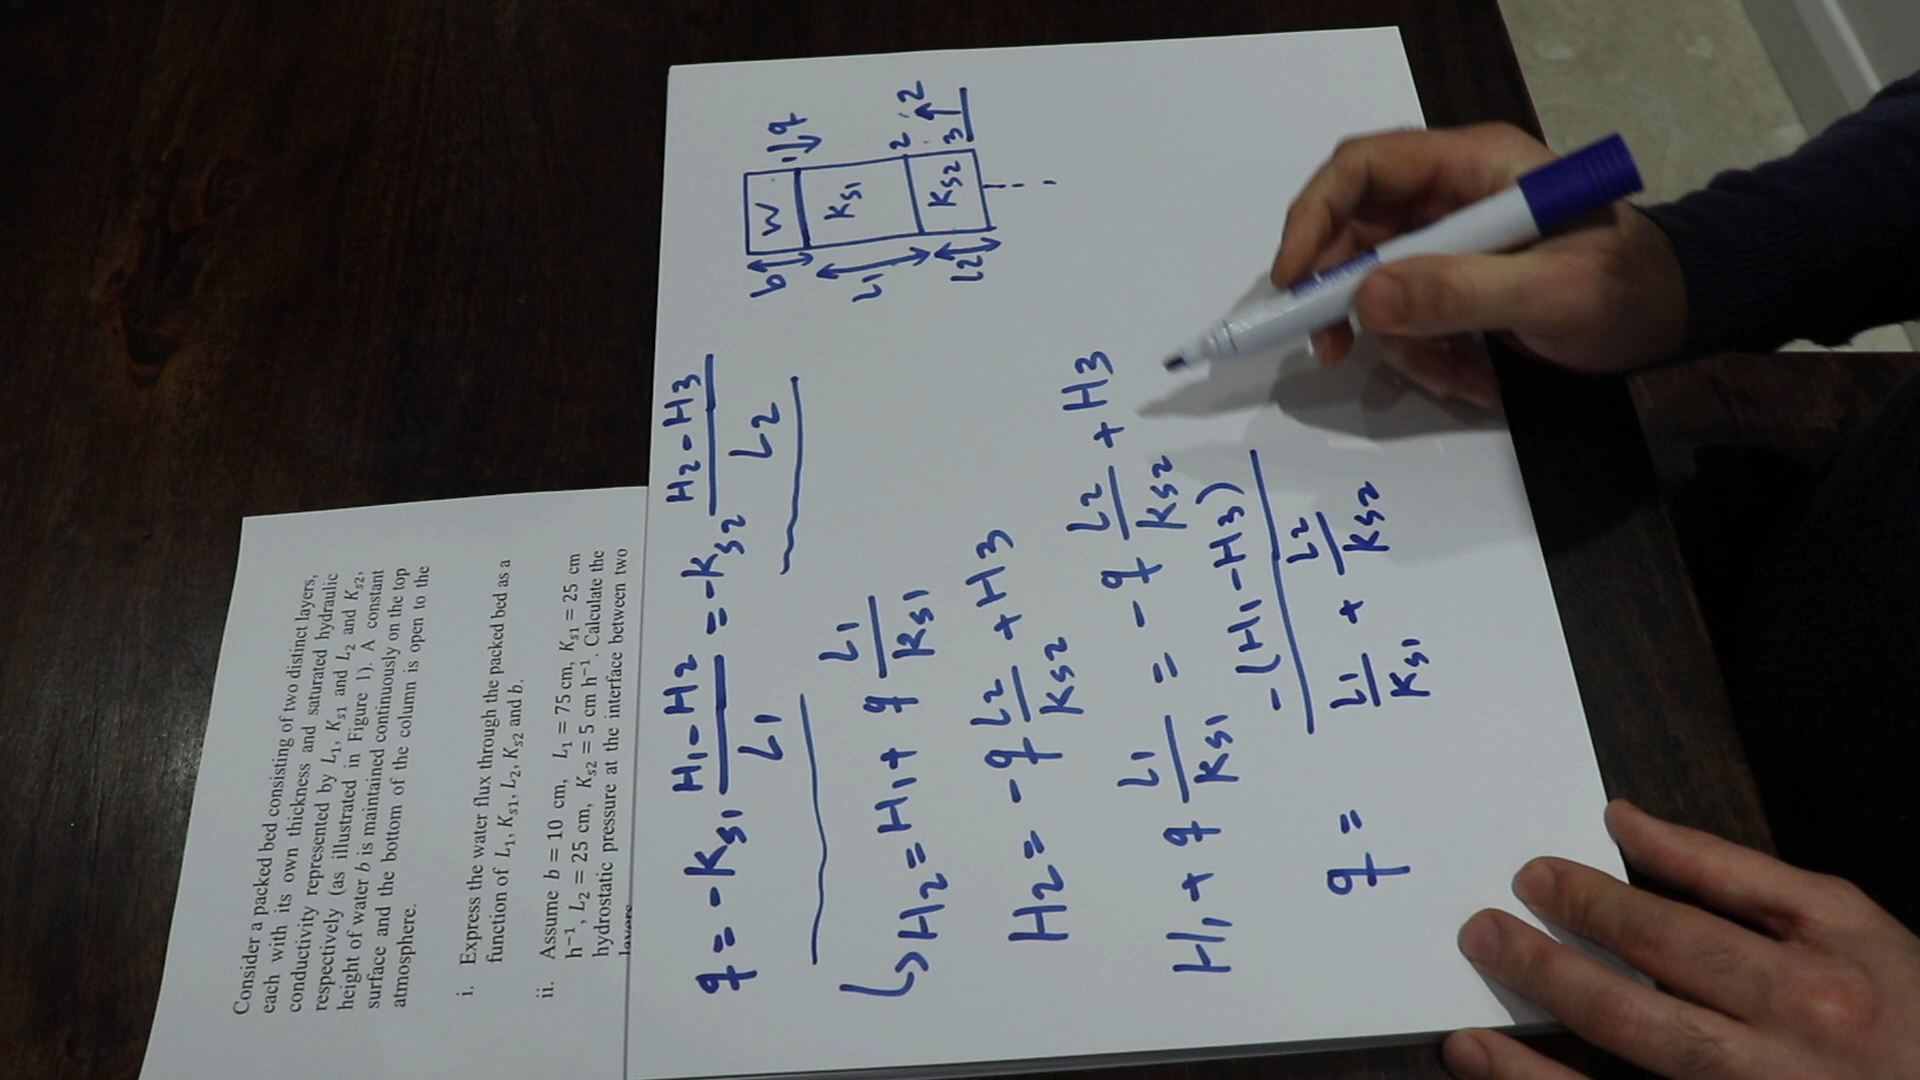 Consider a packed bed consisting of two distinct layers,
each with its own thickness and saturated hydraulic
conductivity represented by L₁, Kₛ₁ and L₂ and Kₛ₂,
respectively (as illustrated in Figure 1). A constant
height of water b is maintained continuously on the top
surface and the bottom of the column is open to the
atmosphere.
i. Express the water flux through the packed bed as a
function of L₁, Kₛ₁, L₂, Kₛ₂ and b.
ii. Assume b = 10 cm, L₁ = 75 cm, Kₛ₁ = 25 cm
h⁻¹, L₂ = 25 cm, Kₛ₂ = 5 cm h⁻¹. Calculate the
hydrostatic pressure at the interface between two
layers
q = -Ks1 (H1-H2)/L1 = -Ks2 (H2-H3)/L2
↳ H2 = H1 + q L1/Ks1
H2 = -q L2/Ks2 + H3
H1 + q L1/Ks1 = -q L2/Ks2 + H3
q = -(H1-H3)/(L1/Ks1 + L2/Ks2)
b W 1 q
L1 Ks1 2
L2 Ks2 3 z